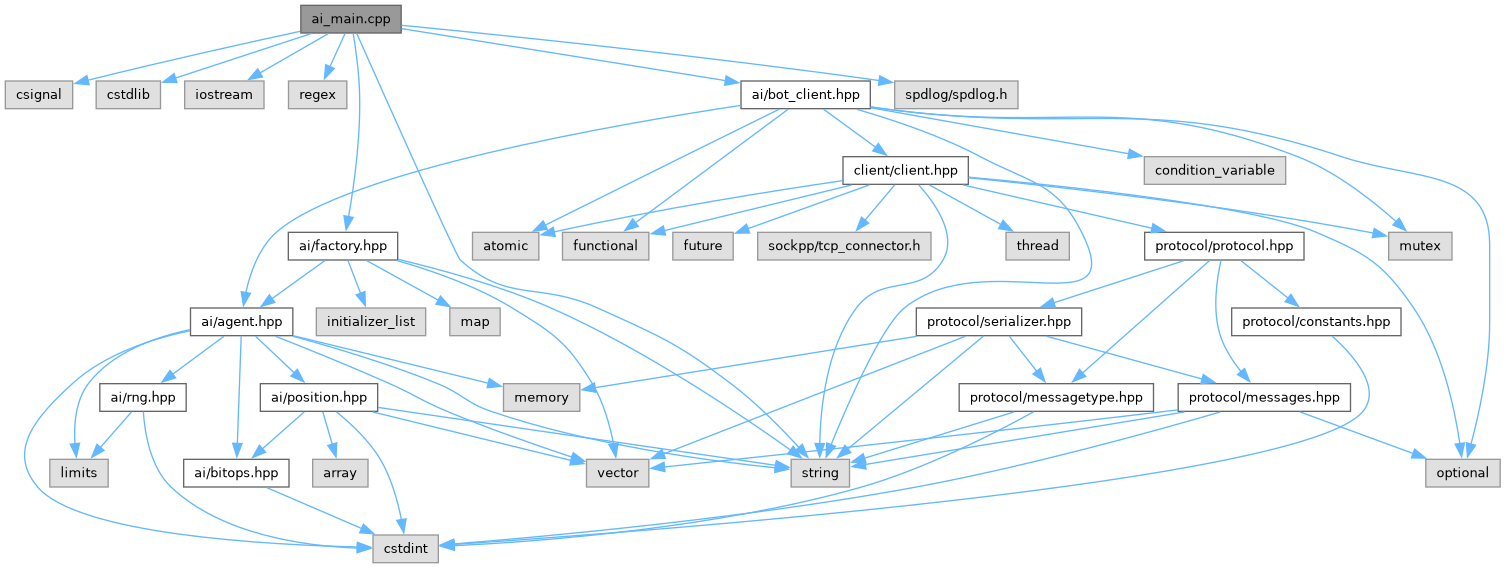 ai_main.cpp
csignal
cstdlib
iostream
regex
ai/bot_client.hpp
spdlog/spdlog.h
client/client.hpp
condition_variable
ai/factory.hpp
atomic
functional
future
sockpp/tcp_connector.h
thread
protocol/protocol.hpp
mutex
ai/agent.hpp
initializer_list
map
protocol/serializer.hpp
protocol/constants.hpp
ai/rng.hpp
ai/position.hpp
memory
protocol/messagetype.hpp
protocol/messages.hpp
limits
ai/bitops.hpp
array
vector
string
optional
cstdint